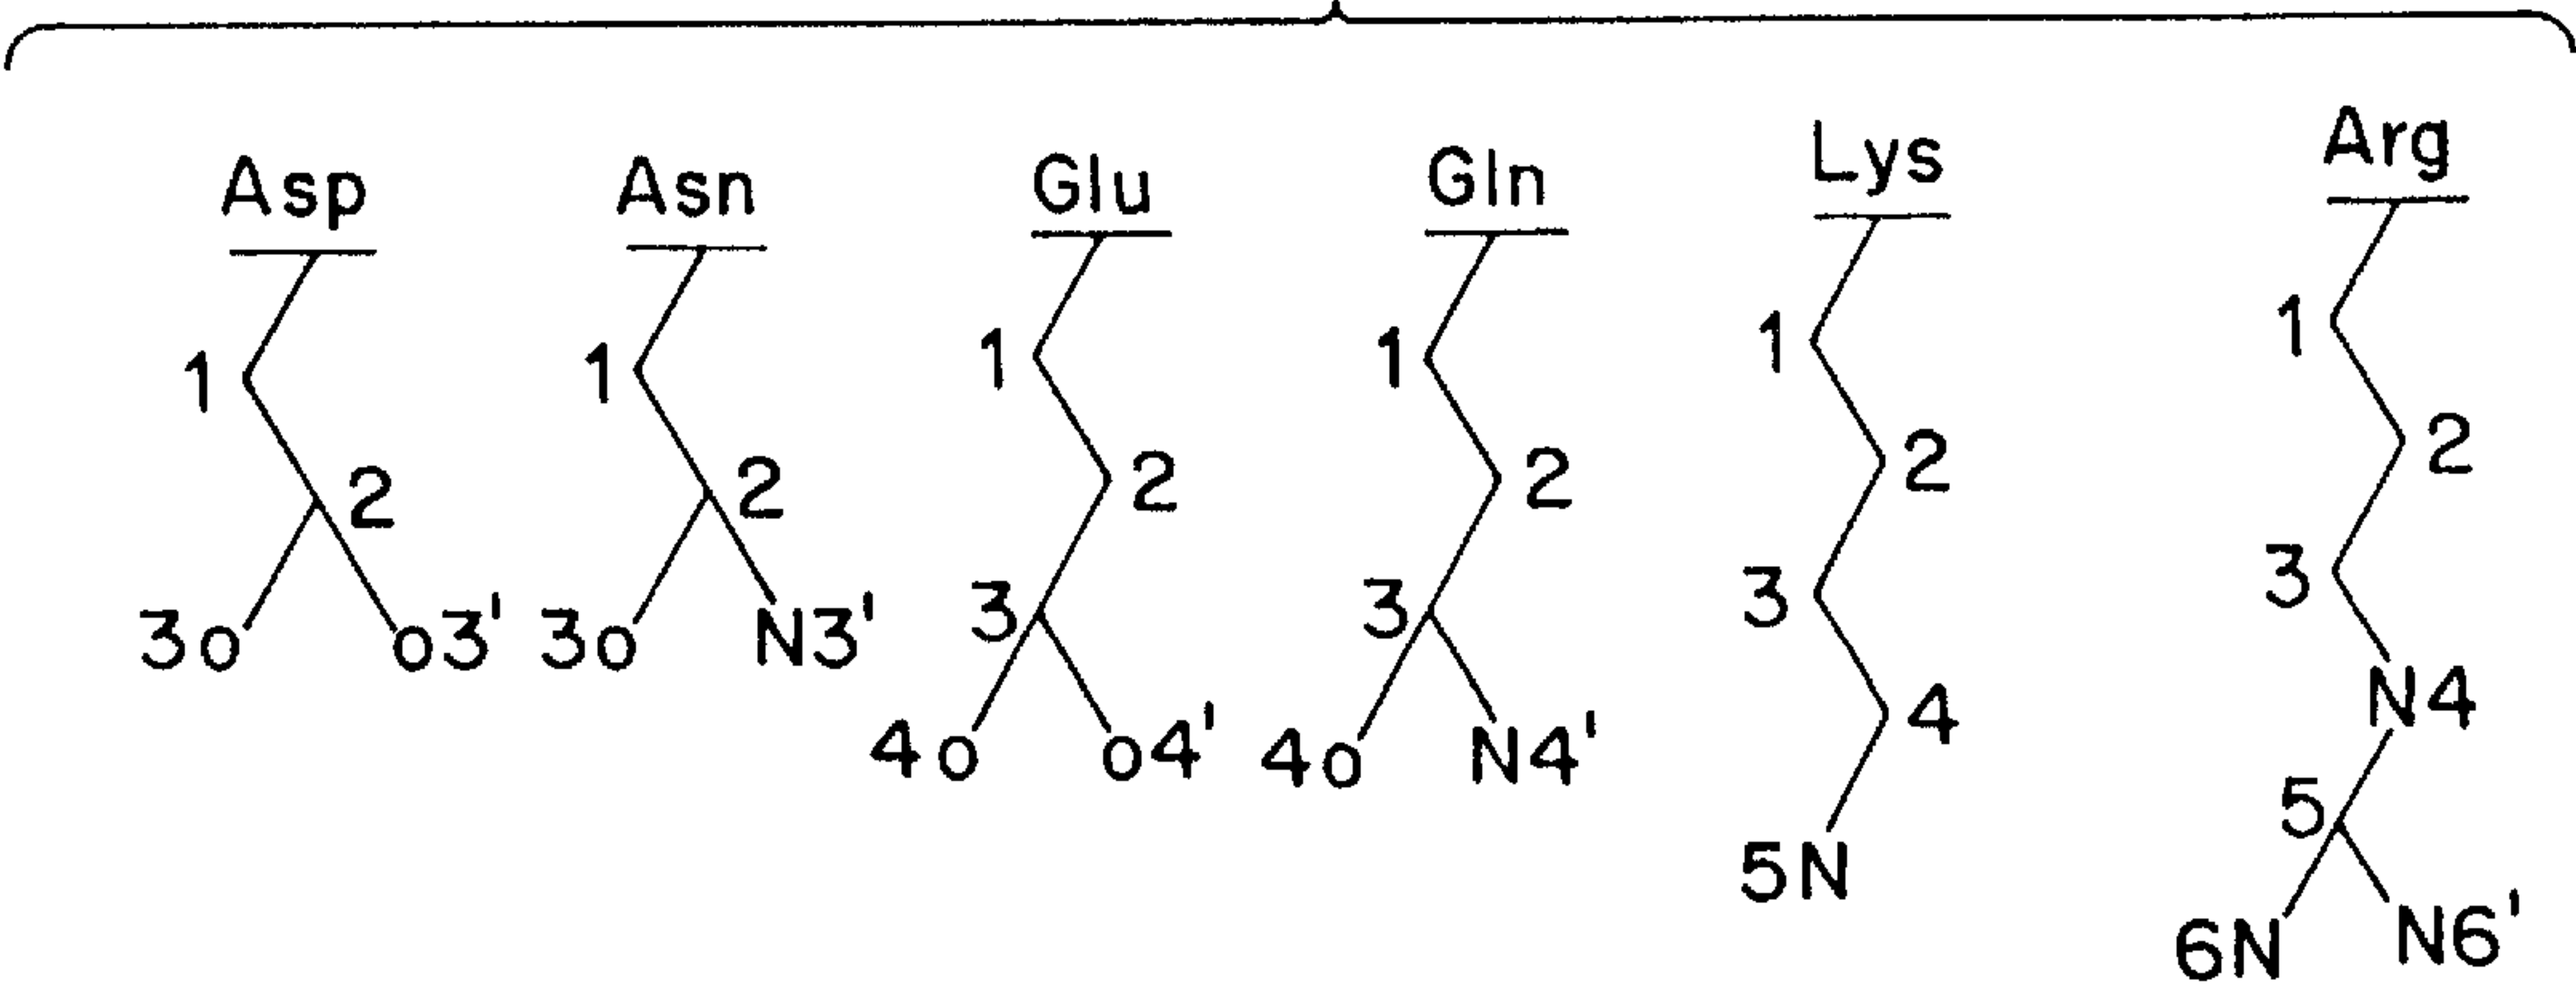 Asp Asn Glu Gln Lys Arg
1 1 1 1 1 1
2 2 2 2 2 2
3o o3' 3o N3' 3 3 3 3
4o o4' 4o N4' 4 N4
5N 5
6N N6'